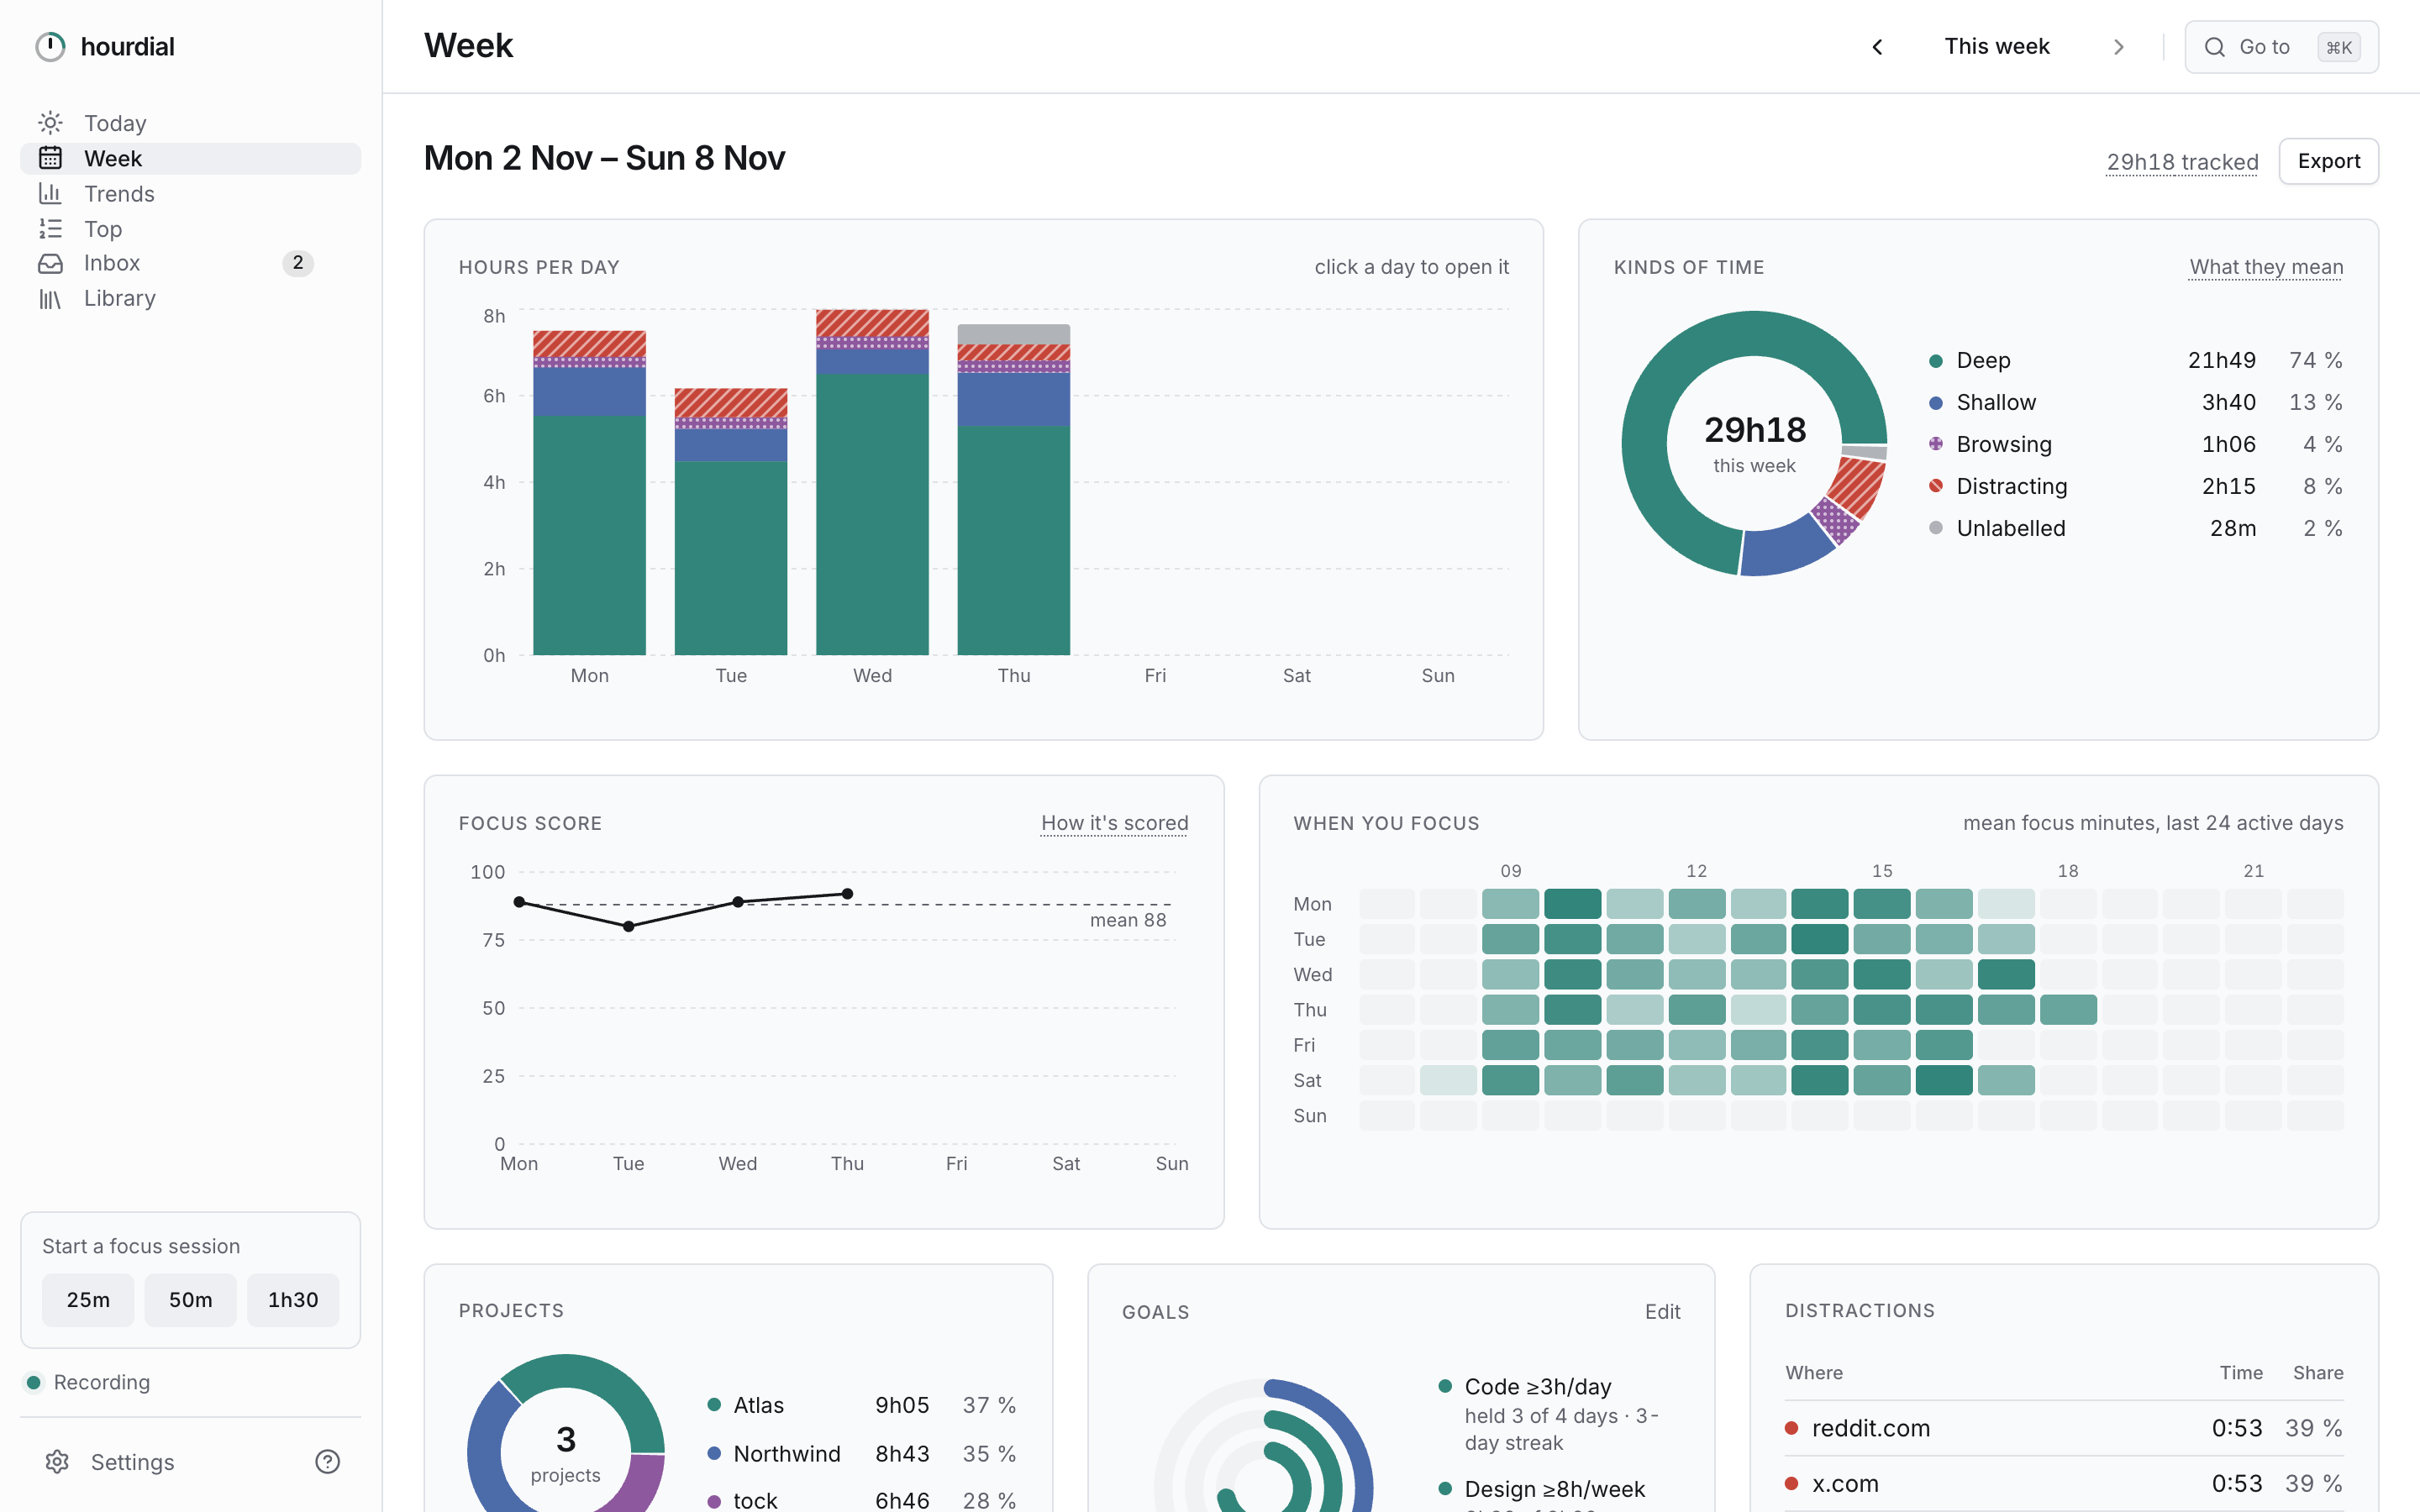 hourdial
Today
Week
Trends
Top
Inbox 2
Library
Start a focus session
25m 50m 1h30
Recording
Settings
Week
This week
Go to ⌘K
Mon 2 Nov – Sun 8 Nov
29h18 tracked
Export
HOURS PER DAY
click a day to open it
8h
6h
4h
2h
0h
Mon Tue Wed Thu Fri Sat Sun
KINDS OF TIME
What they mean
29h18
this week
Deep 21h49 74 %
Shallow 3h40 13 %
Browsing 1h06 4 %
Distracting 2h15 8 %
Unlabelled 28m 2 %
FOCUS SCORE
How it's scored
100
75
50
25
0
mean 88
Mon Tue Wed Thu Fri Sat Sun
WHEN YOU FOCUS
mean focus minutes, last 24 active days
09 12 15 18 21
Mon
Tue
Wed
Thu
Fri
Sat
Sun
PROJECTS
3
projects
Atlas 9h05 37 %
Northwind 8h43 35 %
tock 6h46 28 %
GOALS
Edit
Code ≥3h/day
held 3 of 4 days · 3-
day streak
Design ≥8h/week
DISTRACTIONS
Where Time Share
reddit.com 0:53 39 %
x.com 0:53 39 %